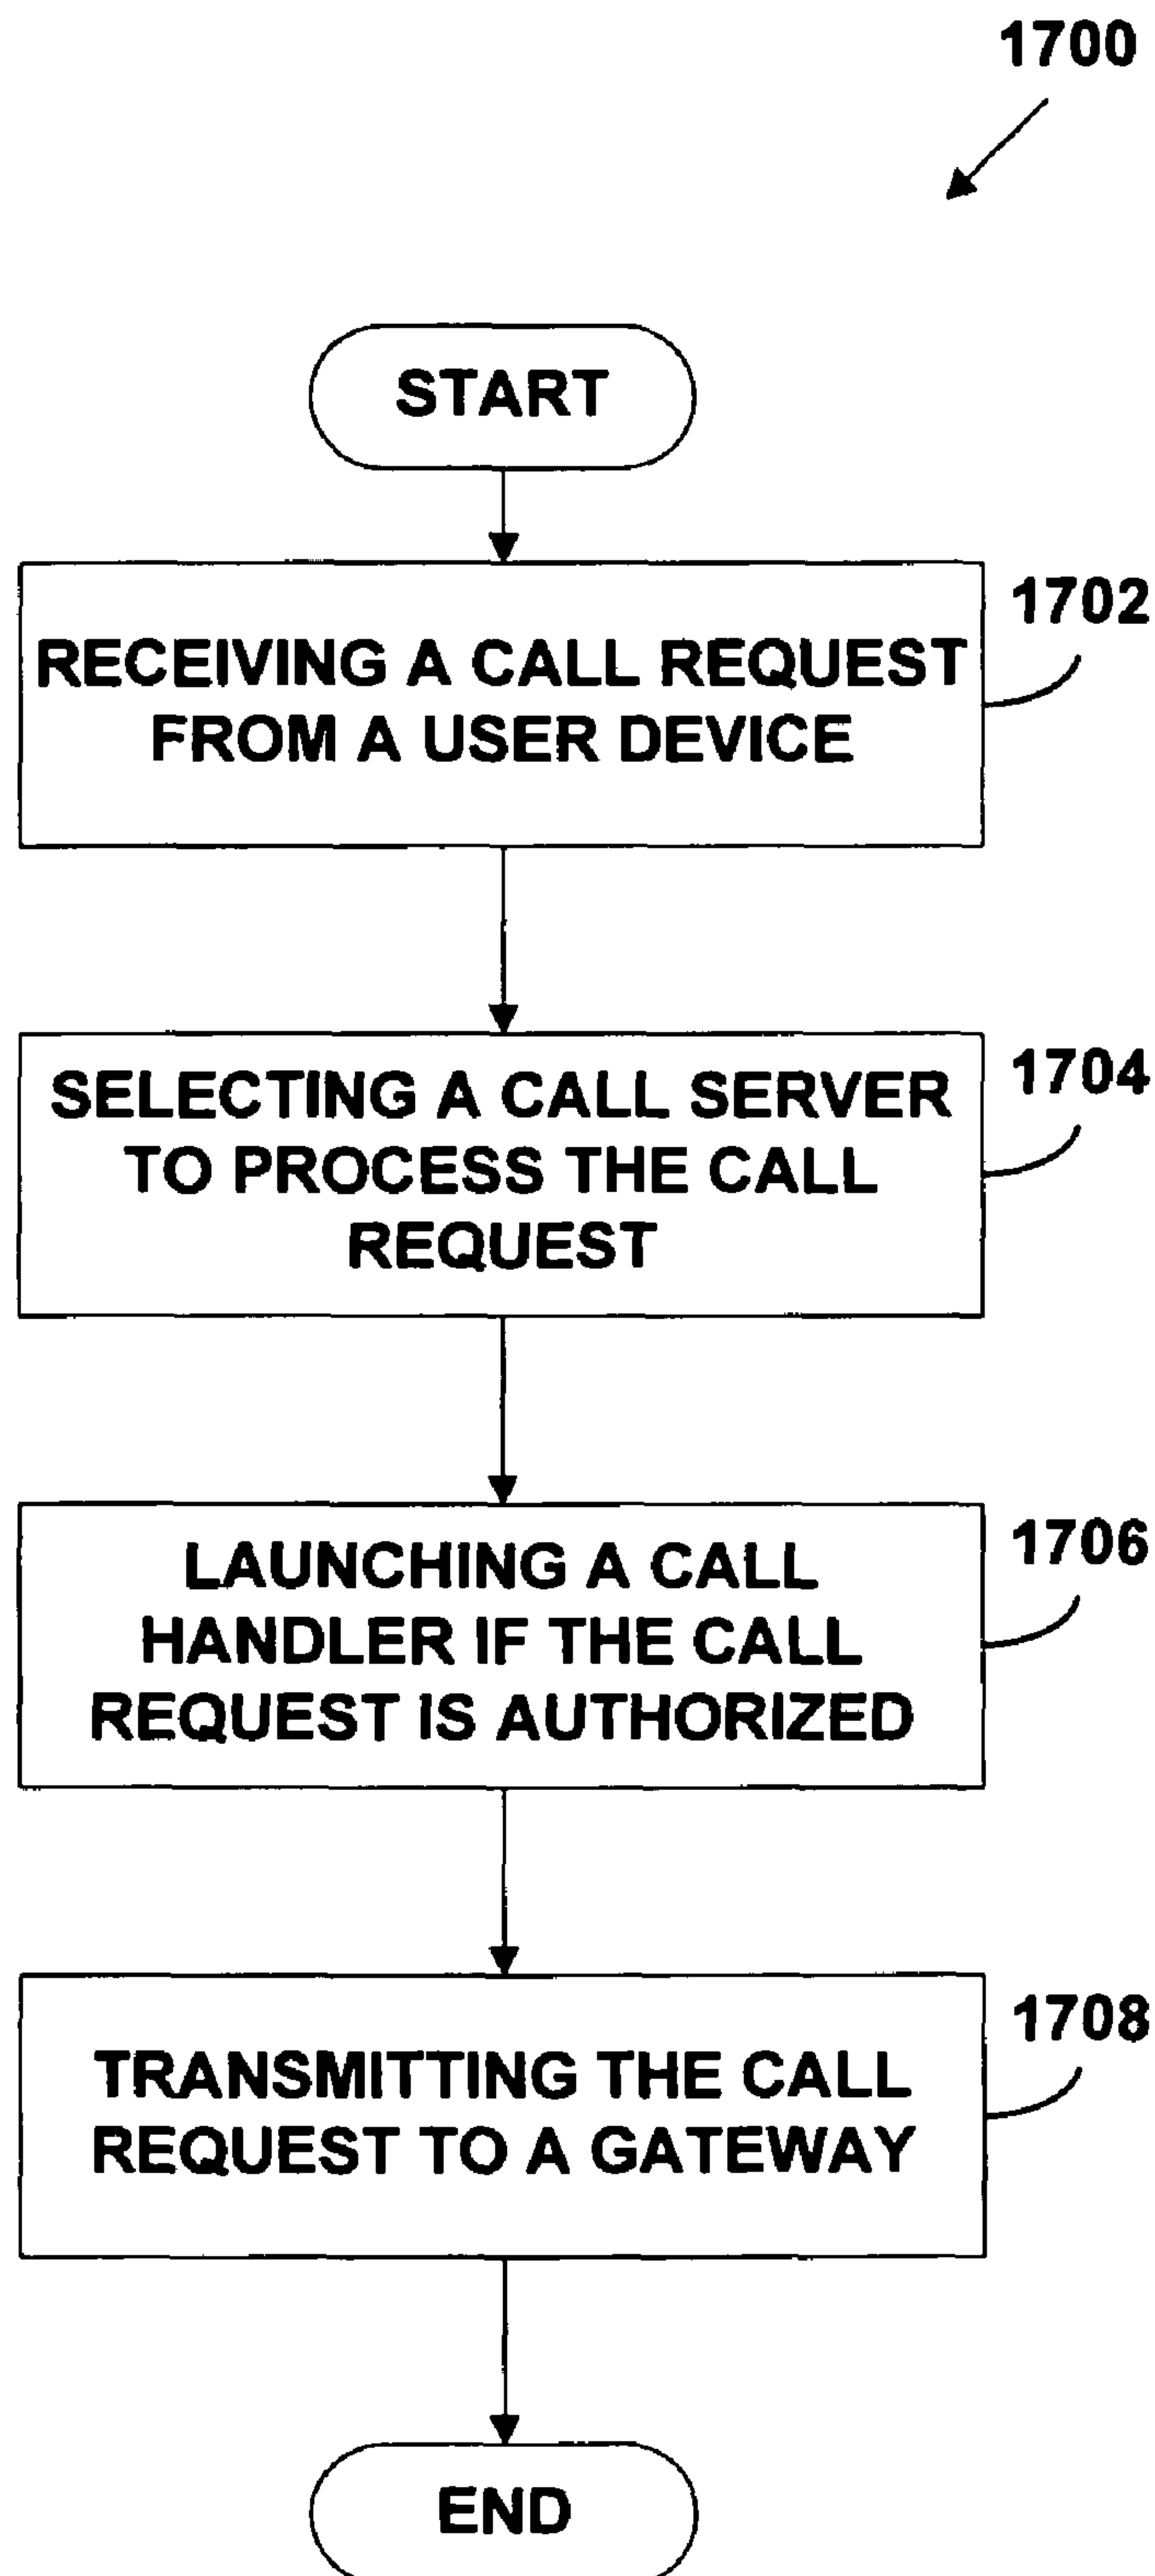 1700
START
1702
RECEIVING A CALL REQUEST
FROM A USER DEVICE
1704
SELECTING A CALL SERVER
TO PROCESS THE CALL
REQUEST
1706
LAUNCHING A CALL
HANDLER IF THE CALL
REQUEST IS AUTHORIZED
1708
TRANSMITTING THE CALL
REQUEST TO A GATEWAY
END